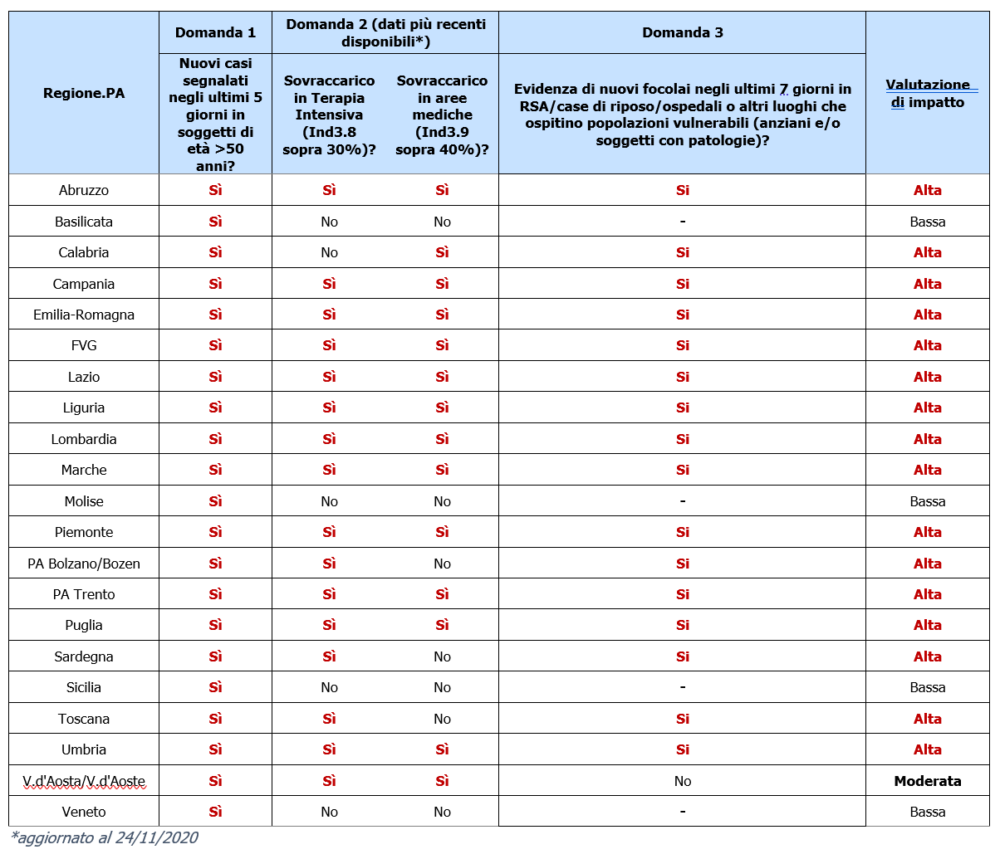 Regione.PA
Domanda 1
Domanda 2 (dati più recenti
disponibili*)
Domanda 3
Valutazione
di impatto
Nuovi casi
segnalati
negli ultimi 5
giorni in
soggetti di
età >50
anni?
Sovraccarico
in Terapia
Intensiva
(Ind3.8
sopra 30%)?
Sovraccarico
in aree
mediche
(Ind3.9
sopra 40%)?
Evidenza di nuovi focolai negli ultimi 7 giorni in
RSA/case di riposo/ospedali o altri luoghi che
ospitino popolazioni vulnerabili (anziani e/o
soggetti con patologie)?
Abruzzo Sì Sì Sì Si Alta
Basilicata Sì No No - Bassa
Calabria Sì No Sì Si Alta
Campania Sì Sì Sì Si Alta
Emilia-Romagna Sì Sì Sì Si Alta
FVG Sì Sì Sì Si Alta
Lazio Sì Sì Sì Si Alta
Liguria Sì Sì Sì Si Alta
Lombardia Sì Sì Sì Si Alta
Marche Sì Sì Sì Si Alta
Molise Sì No No - Bassa
Piemonte Sì Sì Sì Si Alta
PA Bolzano/Bozen Sì Sì No Si Alta
PA Trento Sì Sì Sì Si Alta
Puglia Sì Sì Sì Si Alta
Sardegna Sì Sì No Si Alta
Sicilia Sì No No - Bassa
Toscana Sì Sì No Si Alta
Umbria Sì Sì Sì Si Alta
V.d'Aosta/V.d'Aoste Sì Sì Sì No Moderata
Veneto Sì No No - Bassa
*aggiornato al 24/11/2020